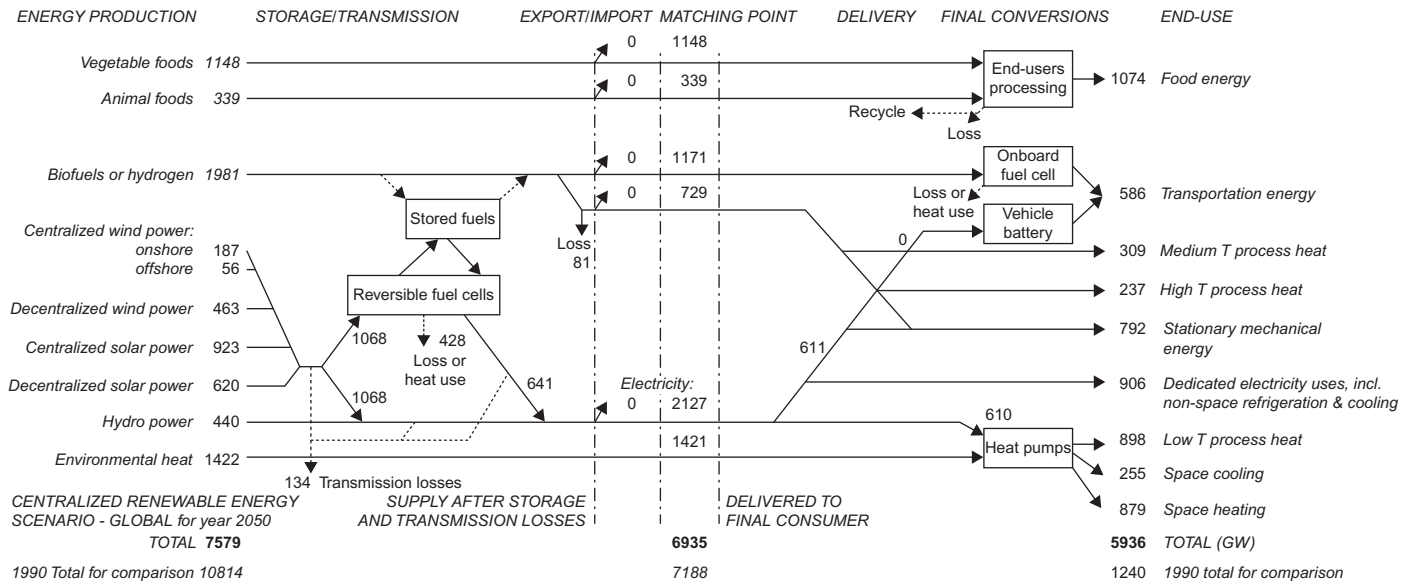 ENERGY PRODUCTION STORAGE/TRANSMISSION EXPORT/IMPORT MATCHING POINT DELIVERY FINAL CONVERSIONS END-USE
Vegetable foods 1148 0 1148
End-users
processing
1074 Food energy
Animal foods 339 0 339
Recycle
Loss
Biofuels or hydrogen 1981 0 1171
Onboard
fuel cell
0 729
Loss or
heat use
586 Transportation energy
Stored fuels
Vehicle
battery
Centralized wind power:
onshore 187
offshore 56
Loss
81
0
309 Medium T process heat
Reversible fuel cells
237 High T process heat
Decentralized wind power 463
1068
428
Loss or
heat use
792 Stationary mechanical
energy
Centralized solar power 923
611
Decentralized solar power 620
1068
641
Electricity:
0 2127
906 Dedicated electricity uses, incl.
non-space refrigeration & cooling
Hydro power 440
610
1421
Heat pumps
898 Low T process heat
Environmental heat 1422
255 Space cooling
134 Transmission losses
879 Space heating
CENTRALIZED RENEWABLE ENERGY
SCENARIO - GLOBAL for year 2050
SUPPLY AFTER STORAGE
AND TRANSMISSION LOSSES
DELIVERED TO
FINAL CONSUMER
TOTAL 7579 6935 5936 TOTAL (GW)
1990 Total for comparison 10814 7188 1240 1990 total for comparison